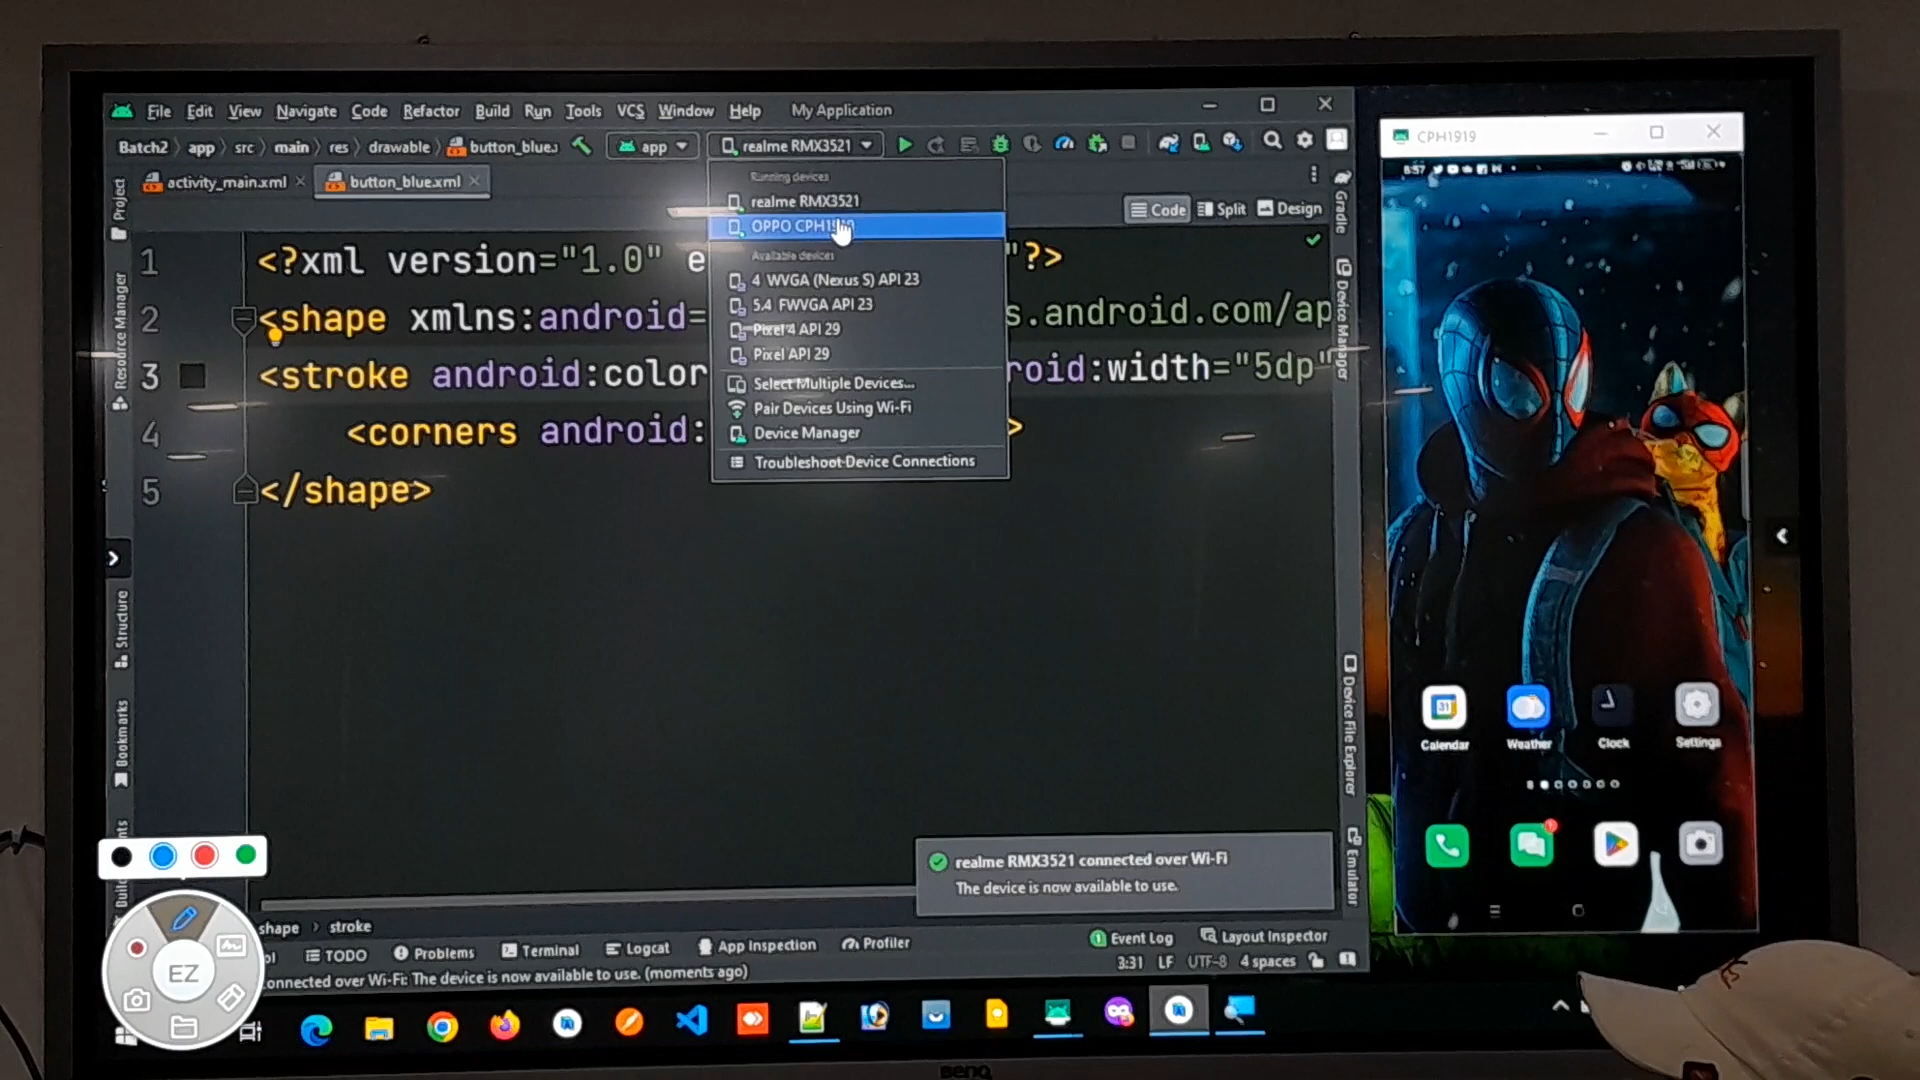 File Edit View Navigate Code Refactor Build Run Tools VCS Window Help My Application
Batch2 app src main res drawable button_blue. app realme RMX3521
activity_main.xml button_blue.xml
Code Split Design
Running devices
realme RMX3521
OPPO CPH1919
Available devices
4 WVGA (Nexus S) API 23
5.4 FWVGA API 23
Pixel 4 API 29
Pixel API 29
Select Multiple Devices...
Pair Devices Using Wi-Fi
Device Manager
Troubleshoot Device Connections
1 <?xml version="1.0" e "?>
2 <shape xmlns:android= s.android.com/ap
3 <stroke android:color roid:width="5dp"
4 <corners android: >
5 </shape>
Project
Resource Manager
Structure
Bookmarks
Gradle
Device Manager
Device File Explorer
Emulator
realme RMX3521 connected over Wi-Fi
The device is now available to use.
shape stroke
TODO Problems Terminal Logcat App Inspection Profiler Event Log Layout Inspector
onnected over Wi-Fi: The device is now available to use. (moments ago) 3:31 LF UTF-8 4 spaces
EZ
CPH1919
8:57
31
Calendar Weather Clock Settings
BenQ